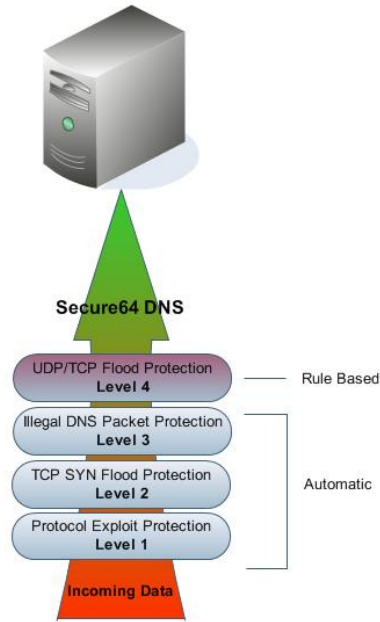 Secure64 DNS
UDP/TCP Flood Protection
Level 4
Rule Based
Illegal DNS Packet Protection
Level 3
TCP SYN Flood Protection
Level 2
Automatic
Protocol Exploit Protection
Level 1
Incoming Data